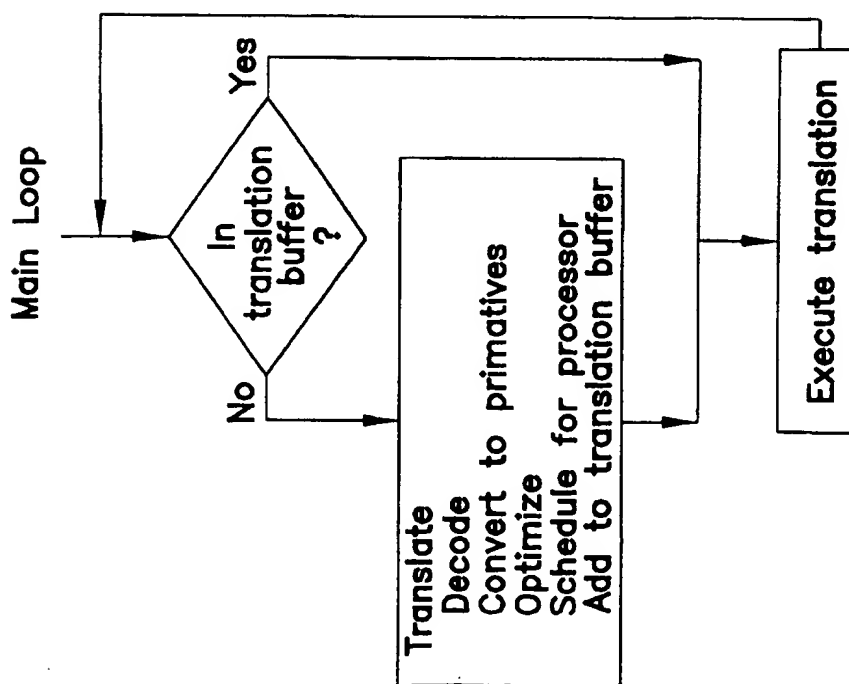 Main Loop
In
translation
buffer
?
Yes
No
Translate
Decode
Convert to primatives
Optimize
Schedule for processor
Add to translation buffer
Execute translation